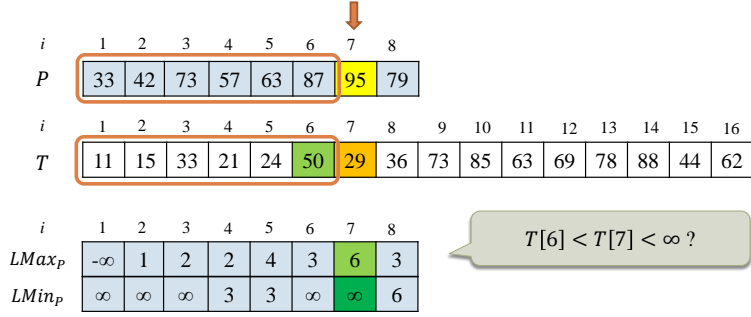 i 1 2 3 4 5 6 7 8
P 33 42 73 57 63 87 95 79
i 1 2 3 4 5 6 7 8 9 10 11 12 13 14 15 16
T 11 15 33 21 24 50 29 36 73 85 63 69 78 88 44 62
i 1 2 3 4 5 6 7 8
LMax_P -∞ 1 2 2 4 3 6 3
LMin_P ∞ ∞ ∞ 3 3 ∞ ∞ 6
T[6] < T[7] < ∞ ?